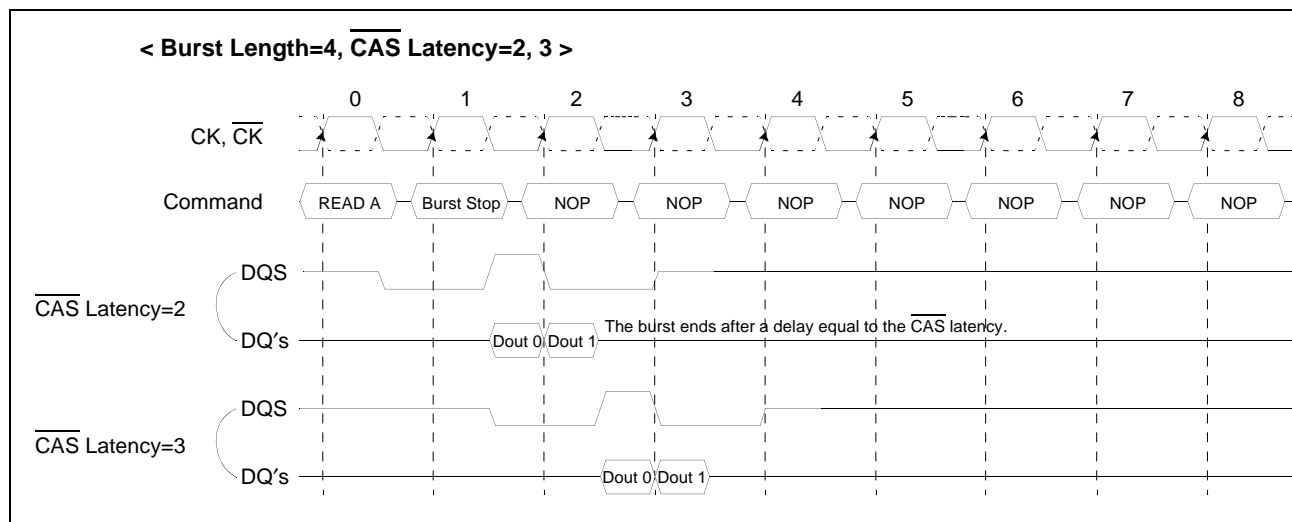 < Burst Length=4, CAS Latency=2, 3 >
0 1 2 3 4 5 6 7 8
CK, CK
Command READ A Burst Stop NOP NOP NOP NOP NOP NOP NOP
DQS
CAS Latency=2
The burst ends after a delay equal to the CAS latency.
DQ's Dout 0 Dout 1
DQS
CAS Latency=3
DQ's Dout 0 Dout 1